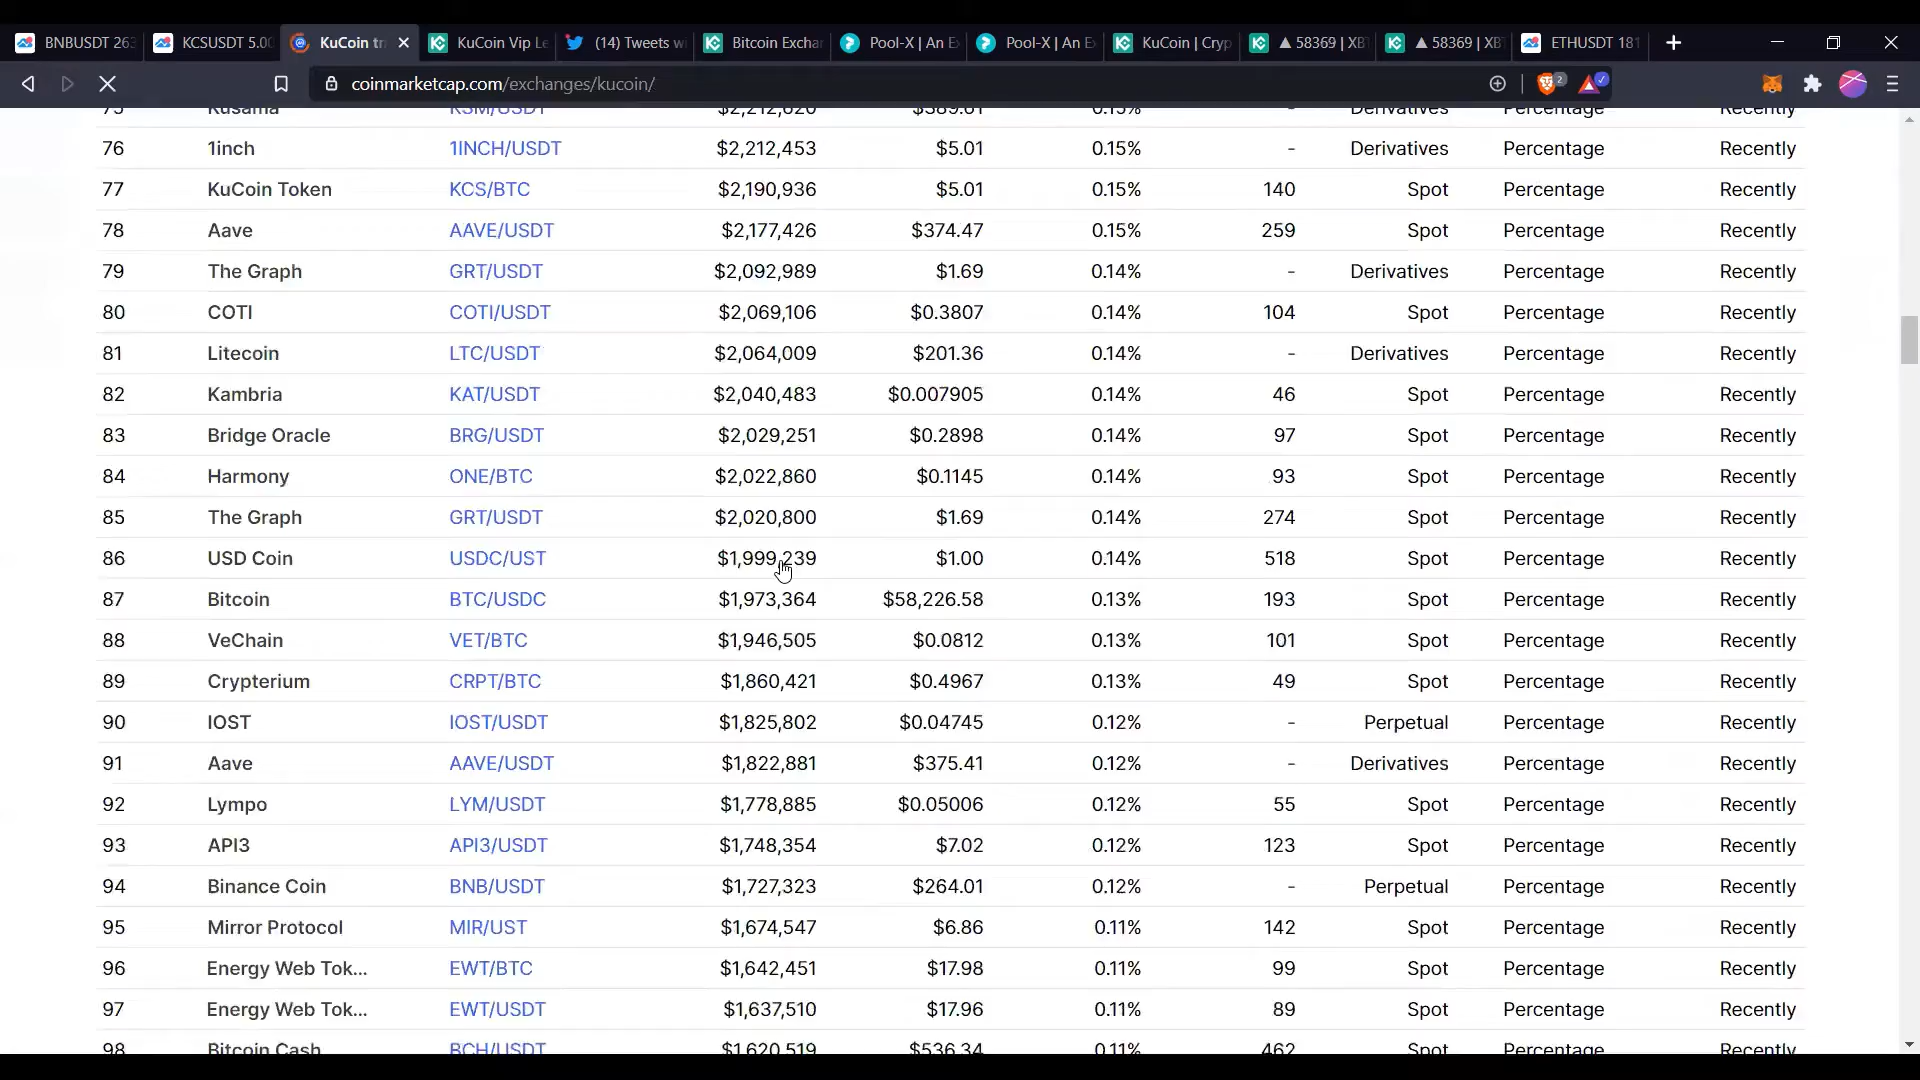 BNBUSDT 263
KCSUSDT 5.00
KuCoin tr
KuCoin Vip Le
(14) Tweets w
Bitcoin Exchan
Pool-X | An E
Pool-X | An E
KuCoin | Cryp
▲ 58369 | XBT
▲ 58369 | XBT
ETHUSDT 181
coinmarketcap.com/exchanges/kucoin/
2
75 Kusama KSM/USDT $2,212,620 $389.61 0.15% - Derivatives Percentage Recently
76 1inch 1INCH/USDT $2,212,453 $5.01 0.15% - Derivatives Percentage Recently
77 KuCoin Token KCS/BTC $2,190,936 $5.01 0.15% 140 Spot Percentage Recently
78 Aave AAVE/USDT $2,177,426 $374.47 0.15% 259 Spot Percentage Recently
79 The Graph GRT/USDT $2,092,989 $1.69 0.14% - Derivatives Percentage Recently
80 COTI COTI/USDT $2,069,106 $0.3807 0.14% 104 Spot Percentage Recently
81 Litecoin LTC/USDT $2,064,009 $201.36 0.14% - Derivatives Percentage Recently
82 Kambria KAT/USDT $2,040,483 $0.007905 0.14% 46 Spot Percentage Recently
83 Bridge Oracle BRG/USDT $2,029,251 $0.2898 0.14% 97 Spot Percentage Recently
84 Harmony ONE/BTC $2,022,860 $0.1145 0.14% 93 Spot Percentage Recently
85 The Graph GRT/USDT $2,020,800 $1.69 0.14% 274 Spot Percentage Recently
86 USD Coin USDC/UST $1,999,239 $1.00 0.14% 518 Spot Percentage Recently
87 Bitcoin BTC/USDC $1,973,364 $58,226.58 0.13% 193 Spot Percentage Recently
88 VeChain VET/BTC $1,946,505 $0.0812 0.13% 101 Spot Percentage Recently
89 Crypterium CRPT/BTC $1,860,421 $0.4967 0.13% 49 Spot Percentage Recently
90 IOST IOST/USDT $1,825,802 $0.04745 0.12% - Perpetual Percentage Recently
91 Aave AAVE/USDT $1,822,881 $375.41 0.12% - Derivatives Percentage Recently
92 Lympo LYM/USDT $1,778,885 $0.05006 0.12% 55 Spot Percentage Recently
93 API3 API3/USDT $1,748,354 $7.02 0.12% 123 Spot Percentage Recently
94 Binance Coin BNB/USDT $1,727,323 $264.01 0.12% - Perpetual Percentage Recently
95 Mirror Protocol MIR/UST $1,674,547 $6.86 0.11% 142 Spot Percentage Recently
96 Energy Web Tok... EWT/BTC $1,642,451 $17.98 0.11% 99 Spot Percentage Recently
97 Energy Web Tok... EWT/USDT $1,637,510 $17.96 0.11% 89 Spot Percentage Recently
98 Bitcoin Cash BCH/USDT $1,620,519 $536.34 0.11% 462 Spot Percentage Recently